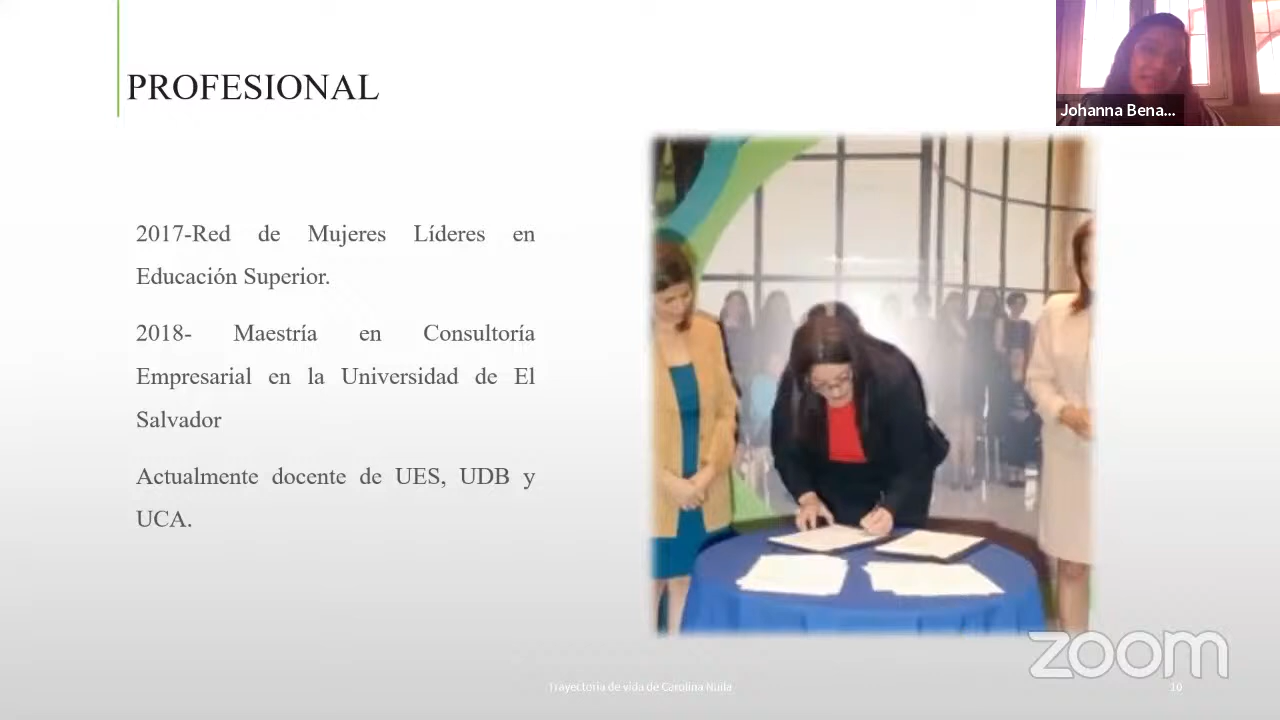 PROFESIONAL
Johanna Bena...
2017-Red de Mujeres Líderes en
Educación Superior.
2018- Maestría en Consultoría
Empresarial en la Universidad de El
Salvador
Actualmente docente de UES, UDB y
UCA.
zoom
Trayectoria de vida de Carolina Nuila
10